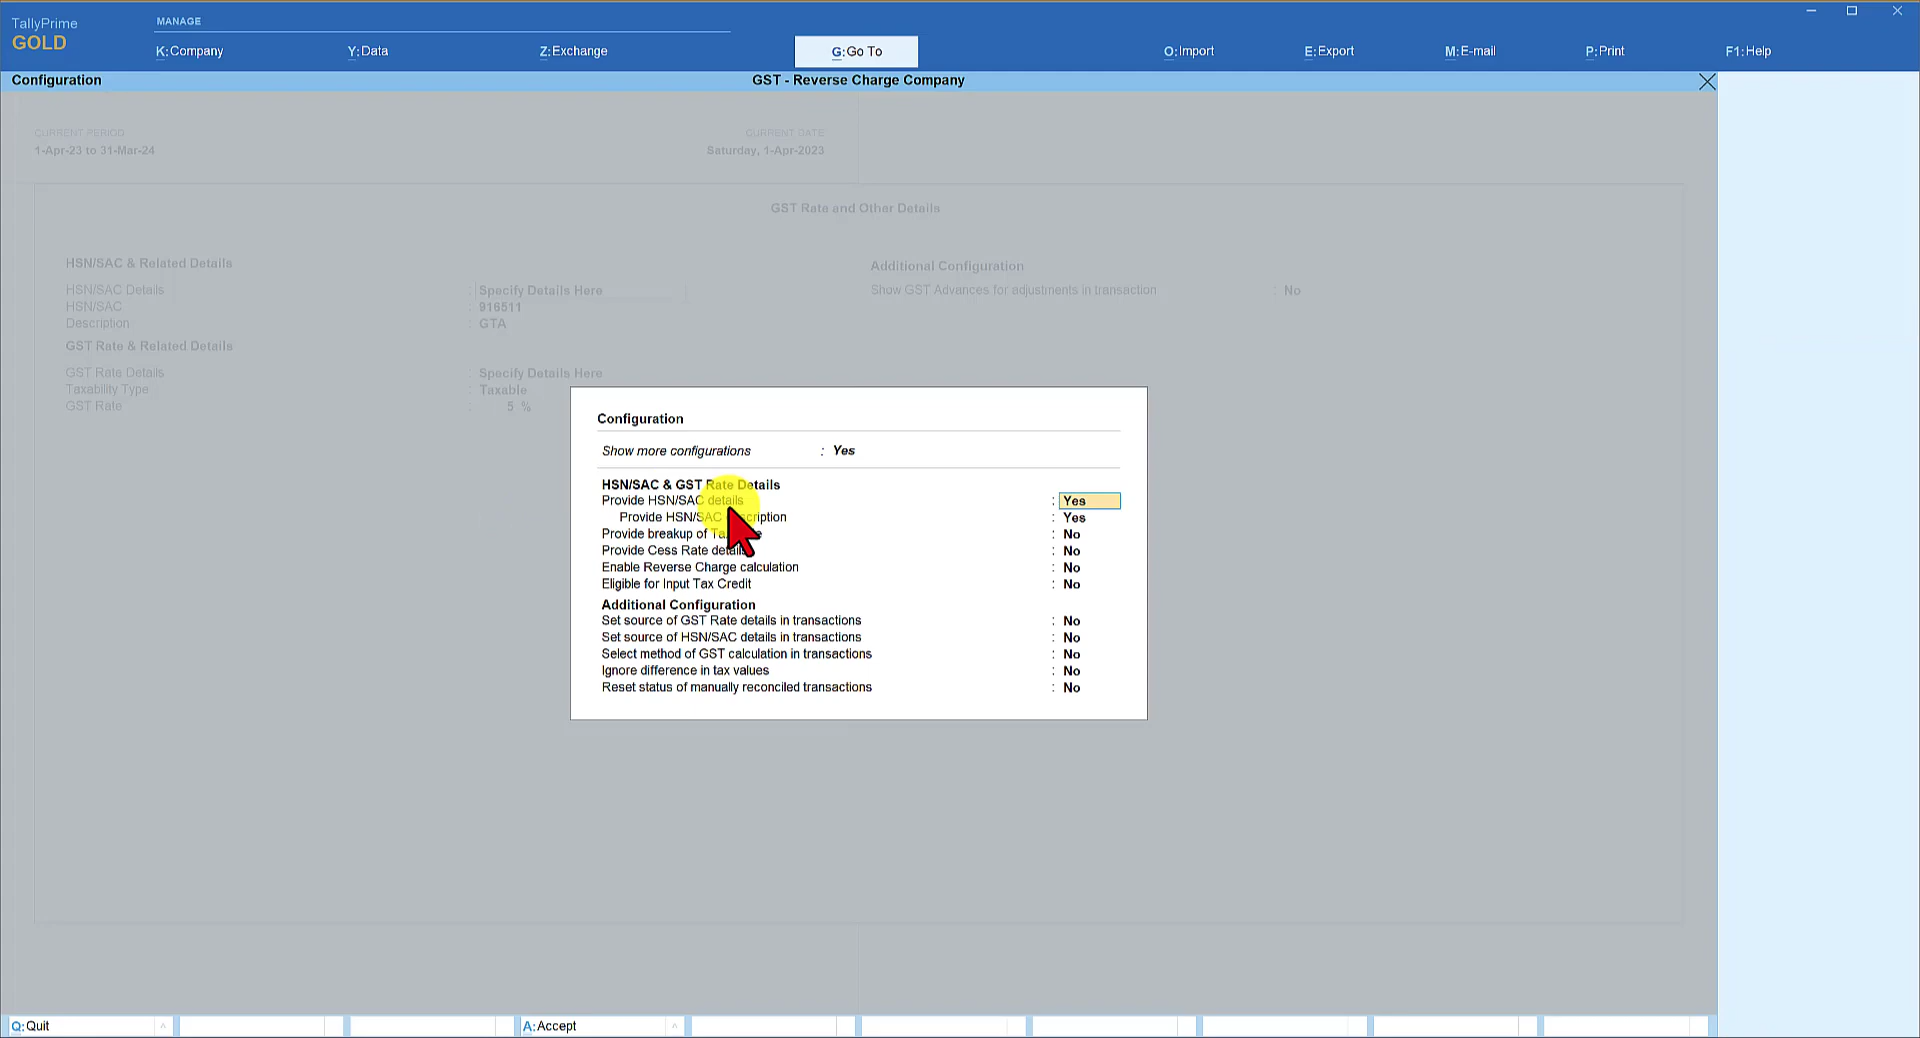 TallyPrime
GOLD
MANAGE
K:Company
Y:Data
Z:Exchange
G:Go To
O:Import
E:Export
M:E-mail
P:Print
F1:Help
Configuration
GST - Reverse Charge Company
CURRENT PERIOD
1-Apr-23 to 31-Mar-24
CURRENT DATE
Saturday, 1-Apr-2023
GST Rate and Other Details
HSN/SAC & Related Details
HSN/SAC Details : Specify Details Here
HSN/SAC : 916511
Description : GTA
GST Rate & Related Details
GST Rate Details : Specify Details Here
Taxability Type : Taxable
GST Rate : 5 %
Additional Configuration
Show GST Advances for adjustments in transaction : No
Configuration
Show more configurations : Yes
HSN/SAC & GST Rate Details
Provide HSN/SAC details : Yes
Provide HSN/SAC : Yes
Provide breakup of : No
Provide Cess Rate details : No
Enable Reverse Charge calculation : No
Eligible for Input Tax Credit : No
Additional Configuration
Set source of GST Rate details in transactions : No
Set source of HSN/SAC details in transactions : No
Select method of GST calculation in transactions : No
Ignore difference in tax values : No
Reset status of manually reconciled transactions : No
Q:Quit
A:Accept